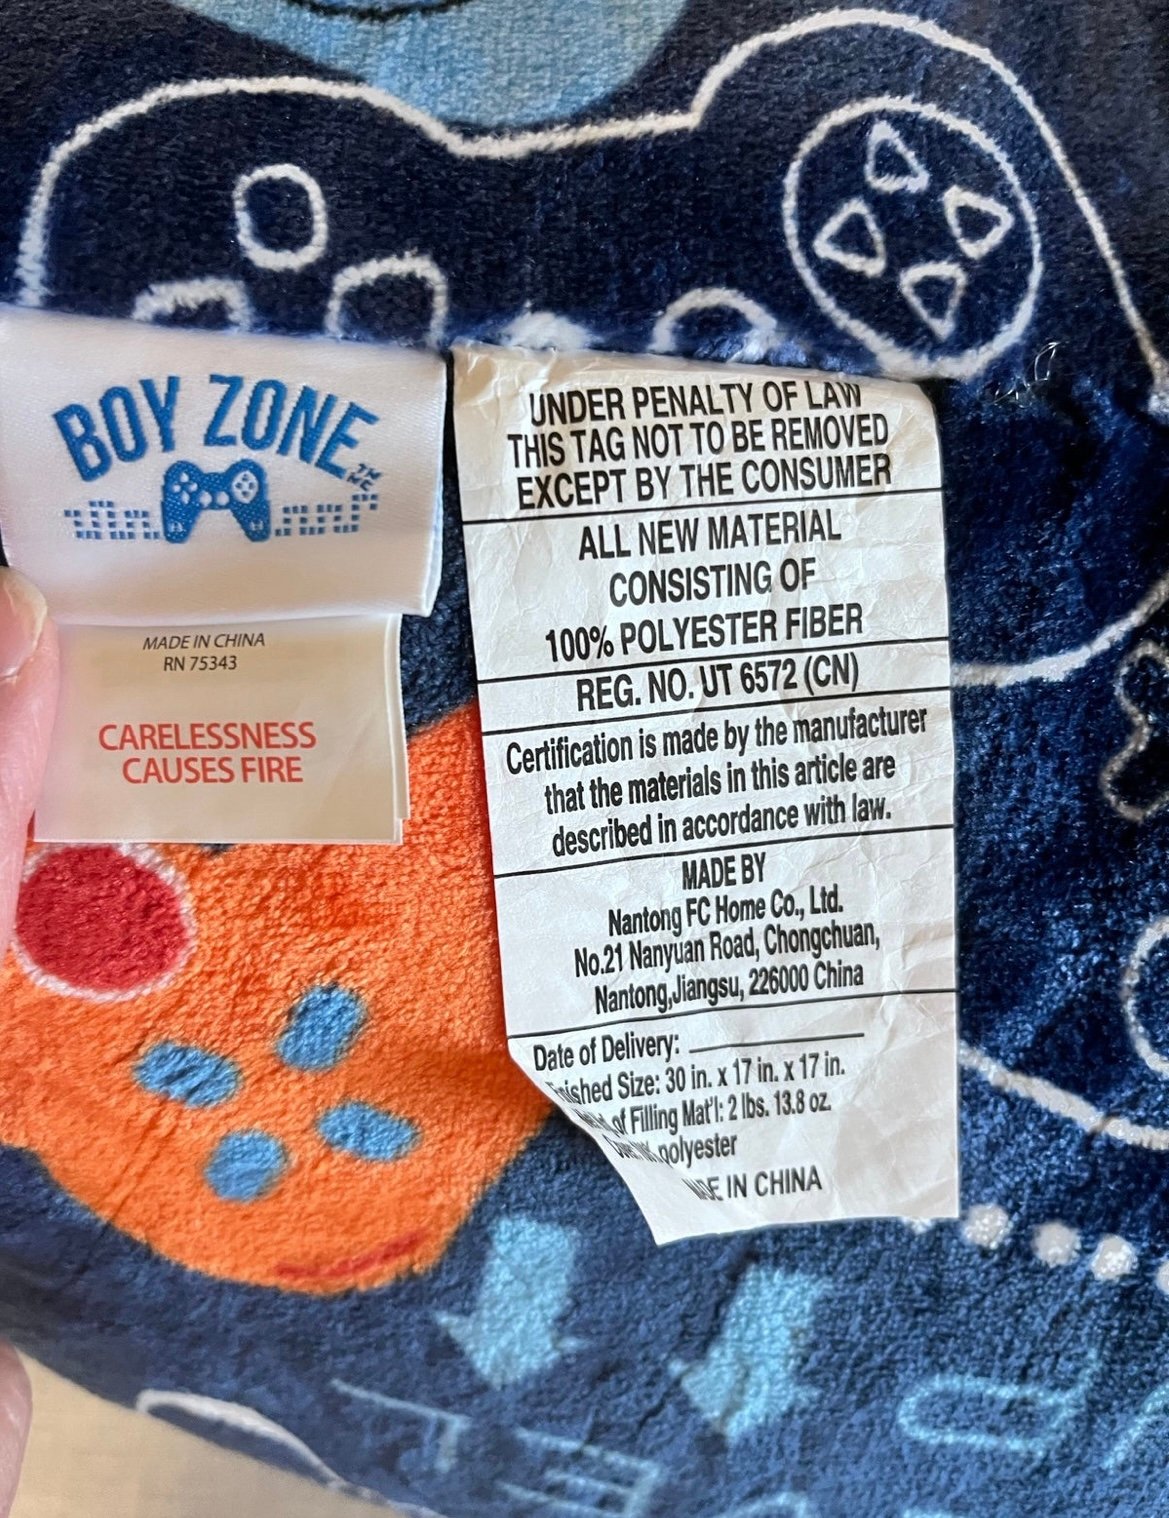 BOY ZONE
MADE IN CHINA
RN 75343
CARELESSNESS
CAUSES FIRE
UNDER PENALTY OF LAW
THIS TAG NOT TO BE REMOVED
EXCEPT BY THE CONSUMER
ALL NEW MATERIAL
CONSISTING OF
100% POLYESTER FIBER
REG. NO. UT 6572 (CN)
Certification is made by the manufacturer
that the materials in this article are
described in accordance with law.
MADE BY
Nantong FC Home Co., Ltd.
No.21 Nanyuan Road, Chongchuan,
Nantong,Jiangsu, 226000 China
Date of Delivery:
Size: 30 in. x 17 in. x 17 in.
of Filling Mat'l: 2 lbs. 13.8 oz.
polyester
IN CHINA